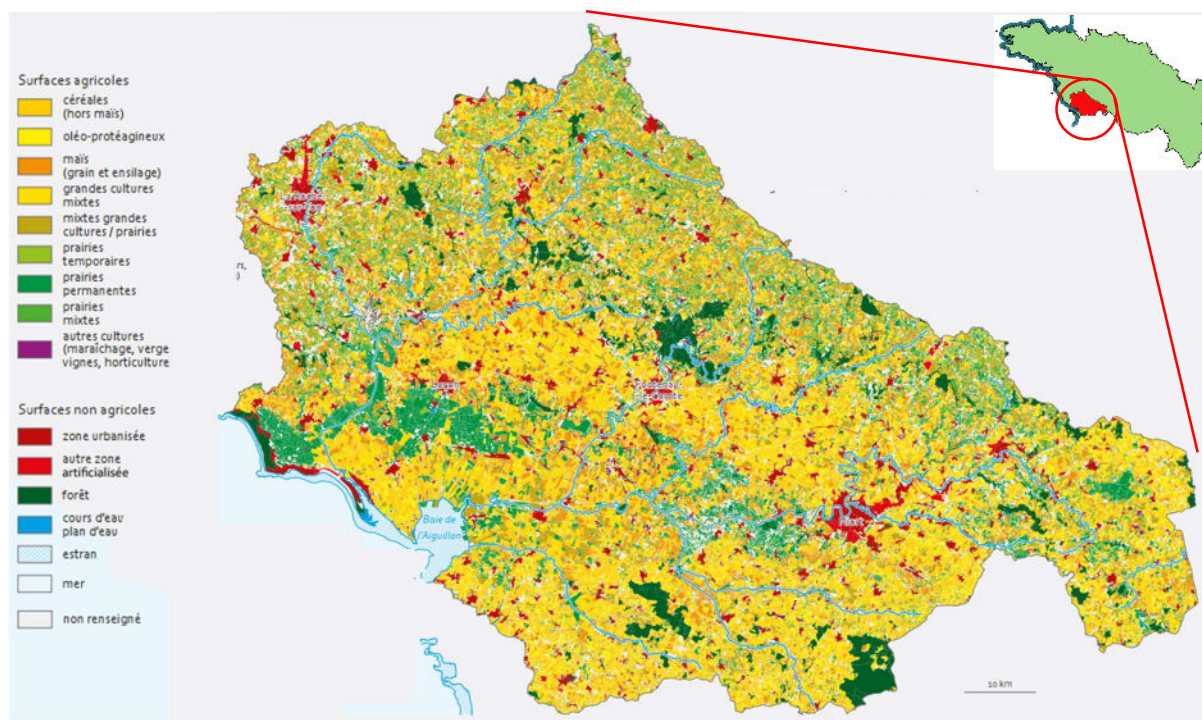 Surfaces agricoles
céréales
(hors maïs)
oléo-protéagineux
maïs
(grain et ensilage)
grandes cultures
mixtes
mixtes grandes
cultures / prairies
prairies
temporaires
prairies
permanentes
prairies
mixtes
autres cultures
(maraîchage, verge
vignes, horticulture
Surfaces non agricoles
zone urbanisée
autre zone
artificialisée
forêt
cours d'eau
plan d'eau
estran
mer
non renseigné
Luçon
Niort
Baie de
l'Aiguillon
10 km